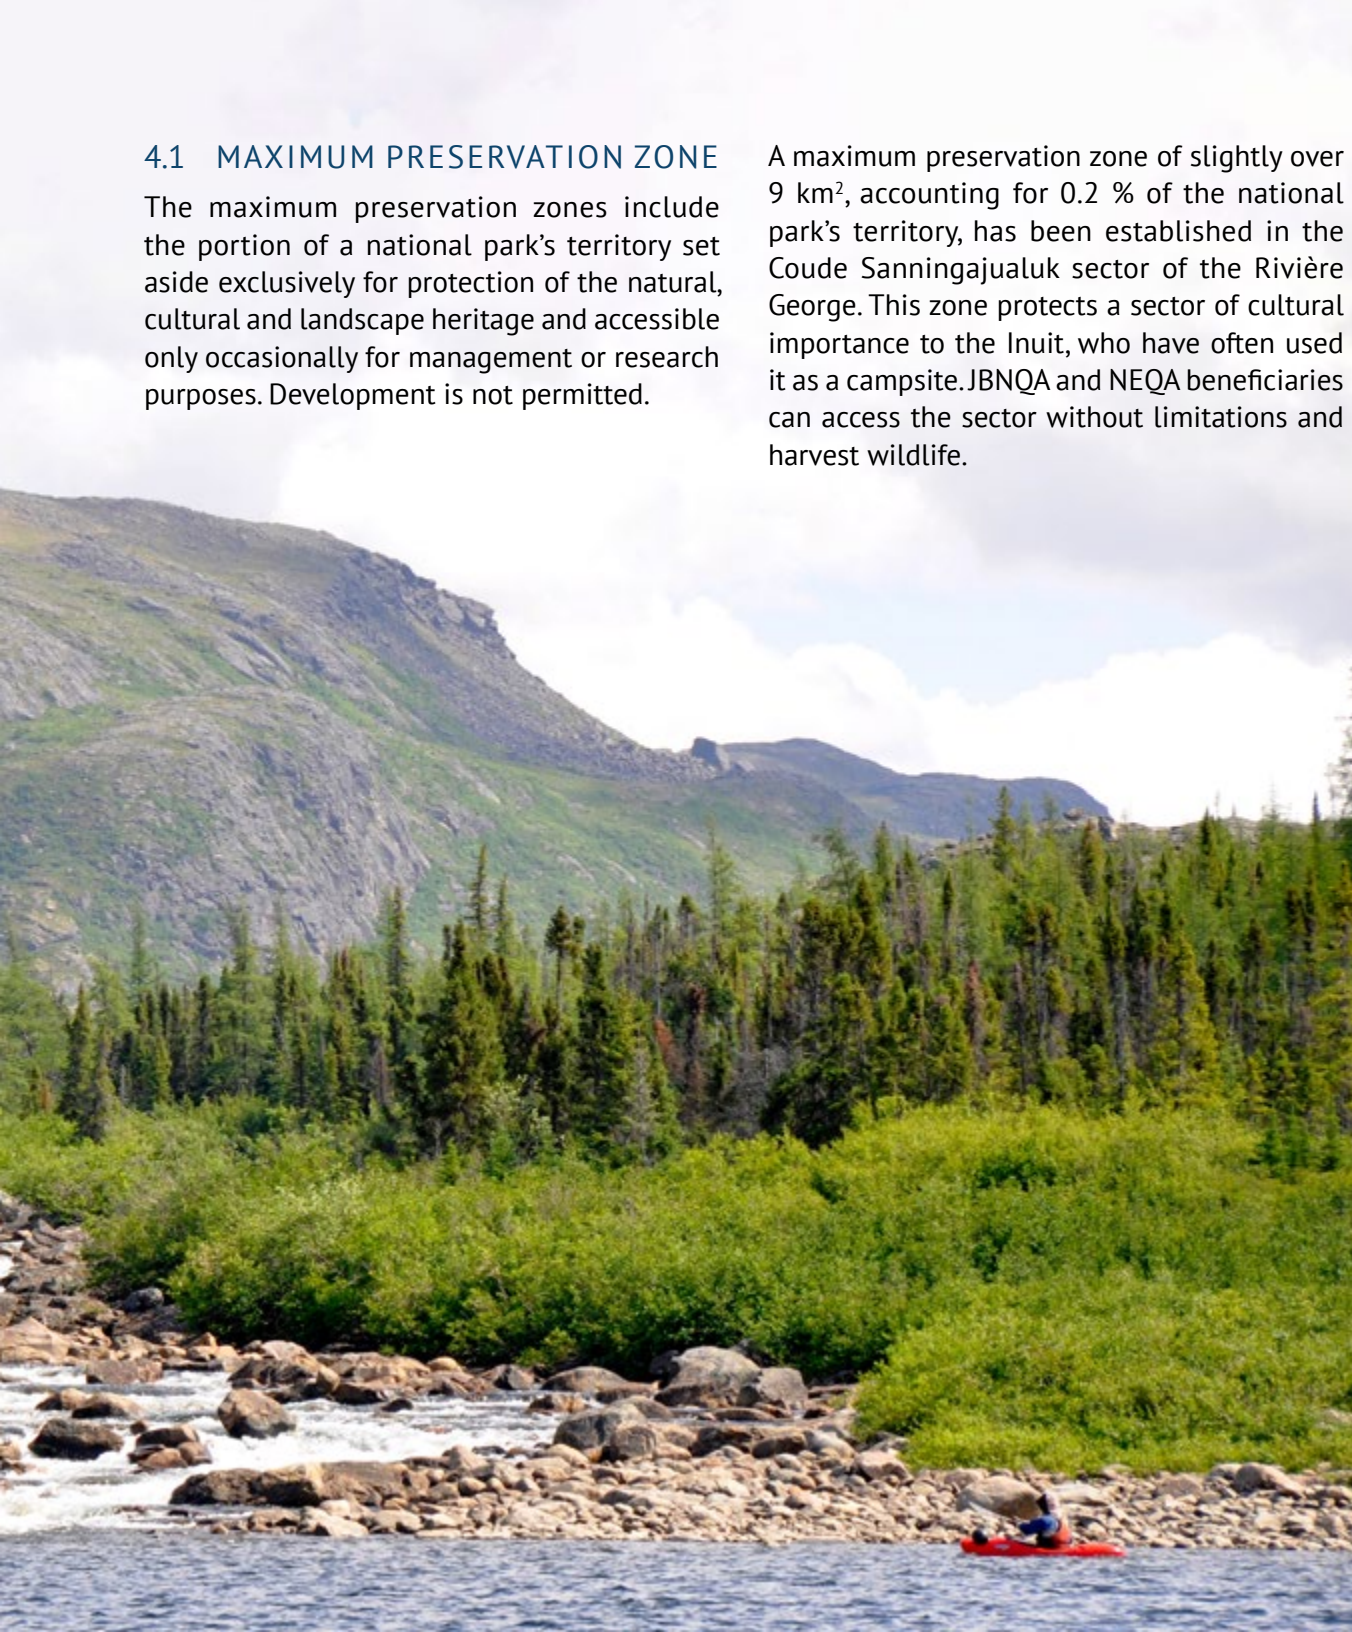 4.1 MAXIMUM PRESERVATION ZONE
The maximum preservation zones include
the portion of a national park’s territory set
aside exclusively for protection of the natural,
cultural and landscape heritage and accessible
only occasionally for management or research
purposes. Development is not permitted.
A maximum preservation zone of slightly over
9 km², accounting for 0.2 % of the national
park’s territory, has been established in the
Coude Sanningajualuk sector of the Rivière
George. This zone protects a sector of cultural
importance to the Inuit, who have often used
it as a campsite. JBNQA and NEQA beneficiaries
can access the sector without limitations and
harvest wildlife.